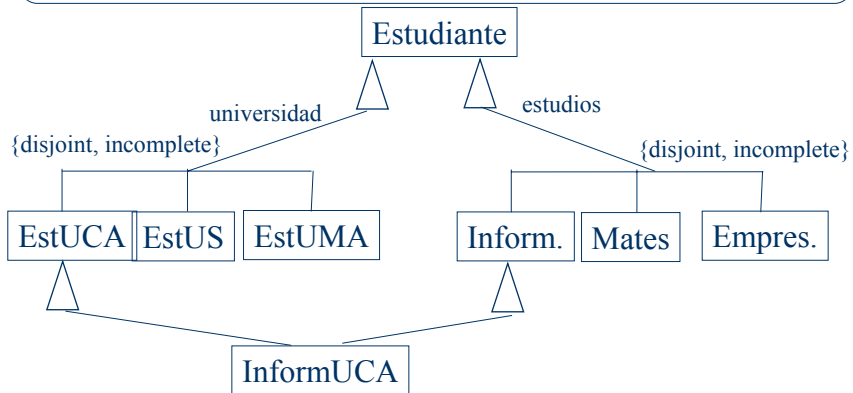 Estudiante
universidad
estudios
{disjoint, incomplete}
{disjoint, incomplete}
EstUCA
EstUS
EstUMA
Inform.
Mates
Empres.
InformUCA